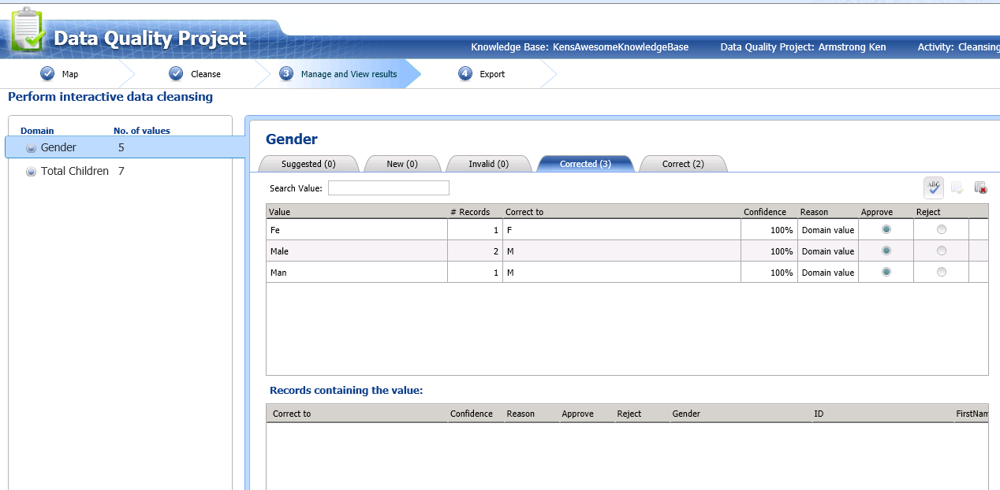 Data Quality Project
Knowledge Base: KensAwesomeKnowledgeBase Data Quality Project: Armstrong Ken Activity: Cleansing
Map Cleanse 3 Manage and View results 4 Export
Perform interactive data cleansing
Domain No. of values
Gender 5
Total Children 7
Gender
Suggested (0) New (0) Invalid (0) Corrected (3) Correct (2)
Search Value: ABC
Value # Records Correct to Confidence Reason Approve Reject
Fe 1 F 100% Domain value
Male 2 M 100% Domain value
Man 1 M 100% Domain value
Records containing the value:
Correct to Confidence Reason Approve Reject Gender ID FirstNam